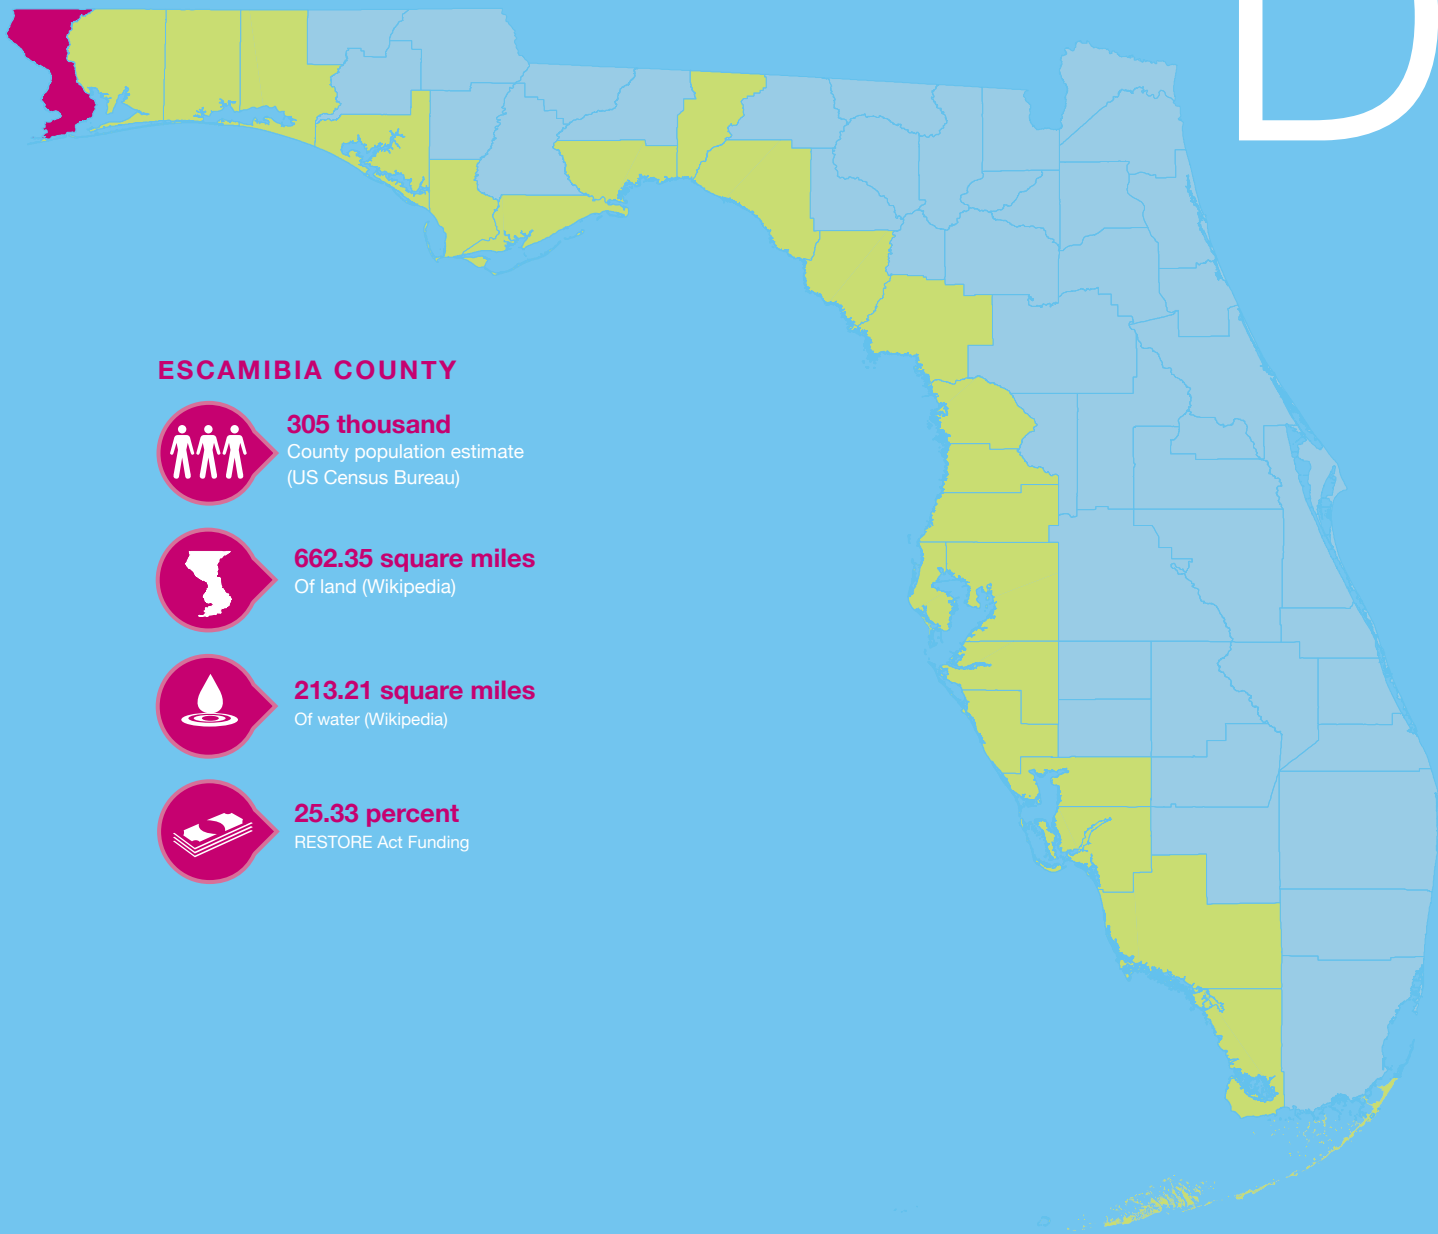 D
ESCAMIBIA COUNTY
305 thousand
County population estimate
(US Census Bureau)
662.35 square miles
Of land (Wikipedia)
213.21 square miles
Of water (Wikipedia)
25.33 percent
RESTORE Act Funding